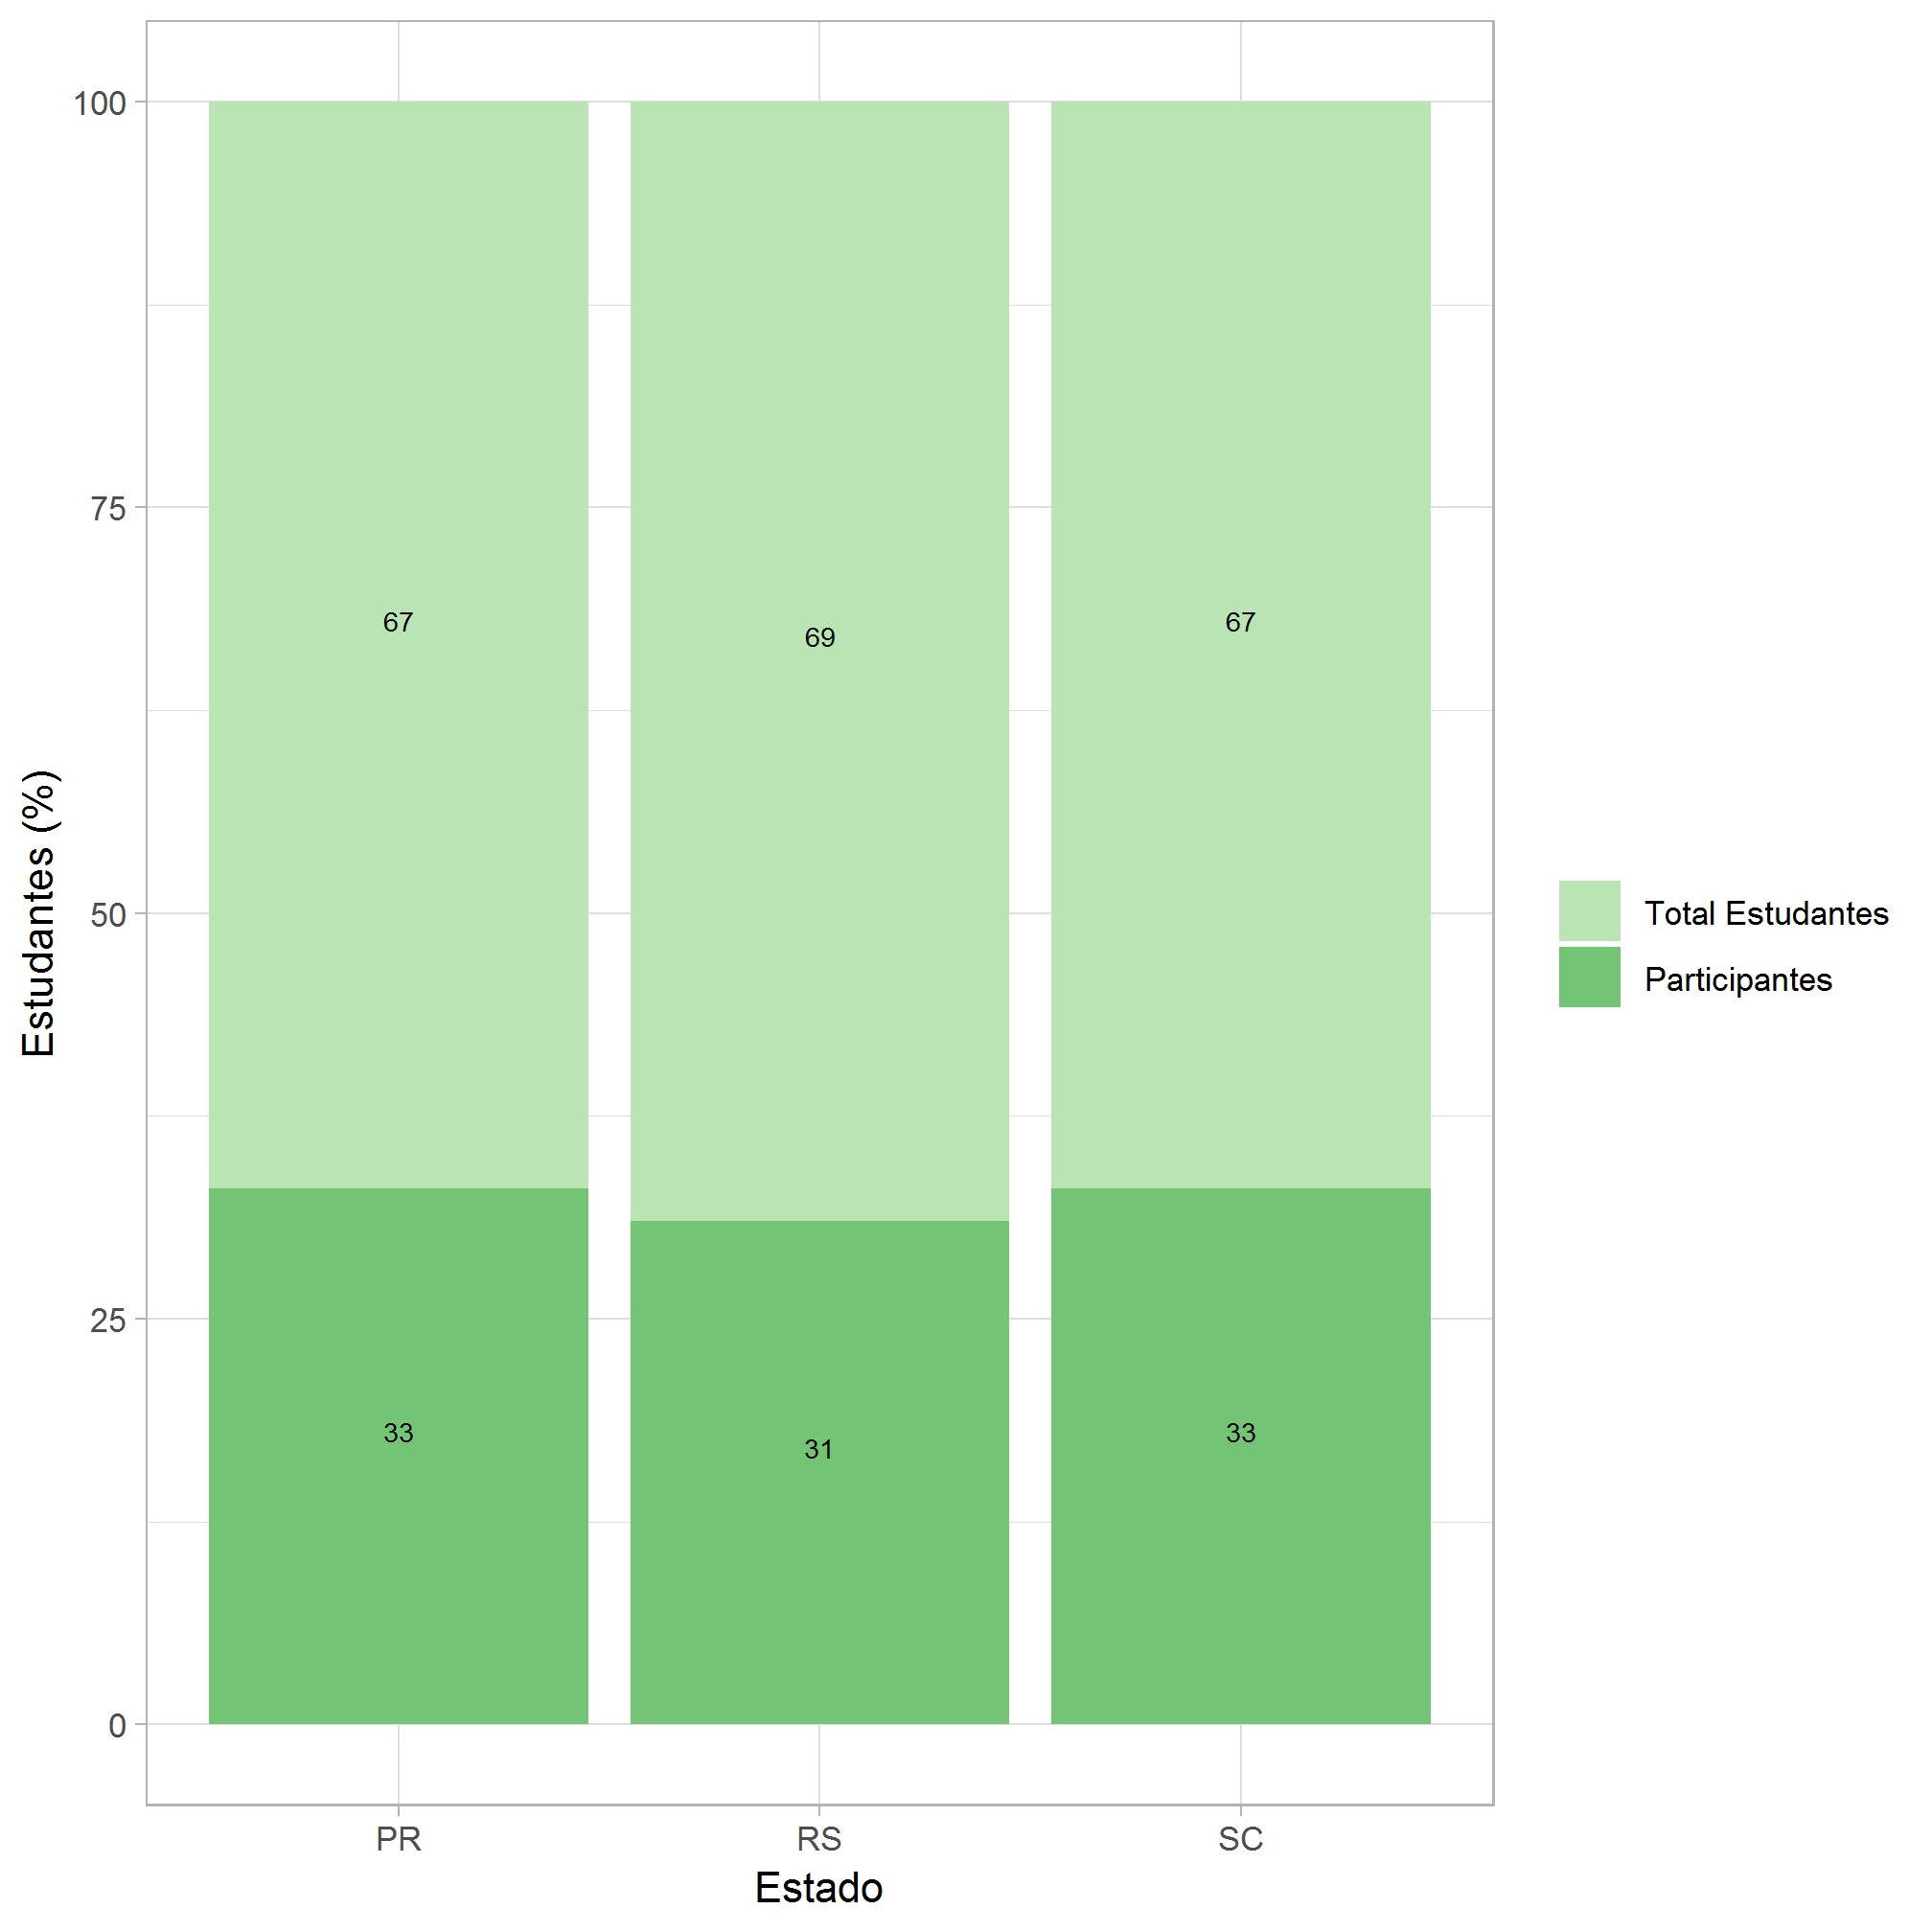 Estudantes (%)
100
75
50
25
0
67
69
67
33
31
33
PR
RS
SC
Estado
Total Estudantes
Participantes